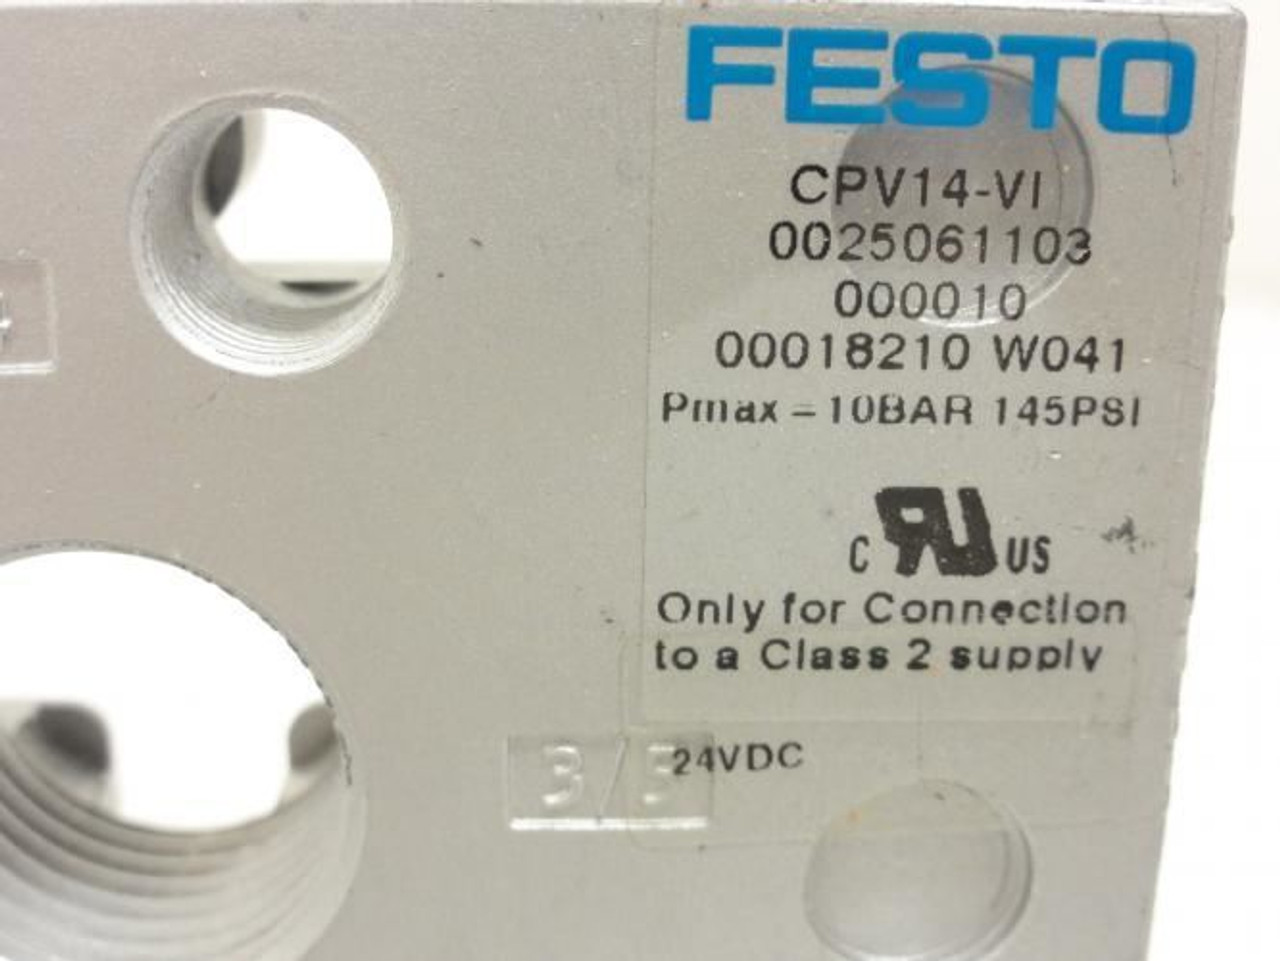 FESTO
CPV14-VI
0025061103
000010
00018210 W041
Pmax = 10BAR 145PSI
C RU US
Only for Connection
to a Class 2 supply
24VDC
3/5